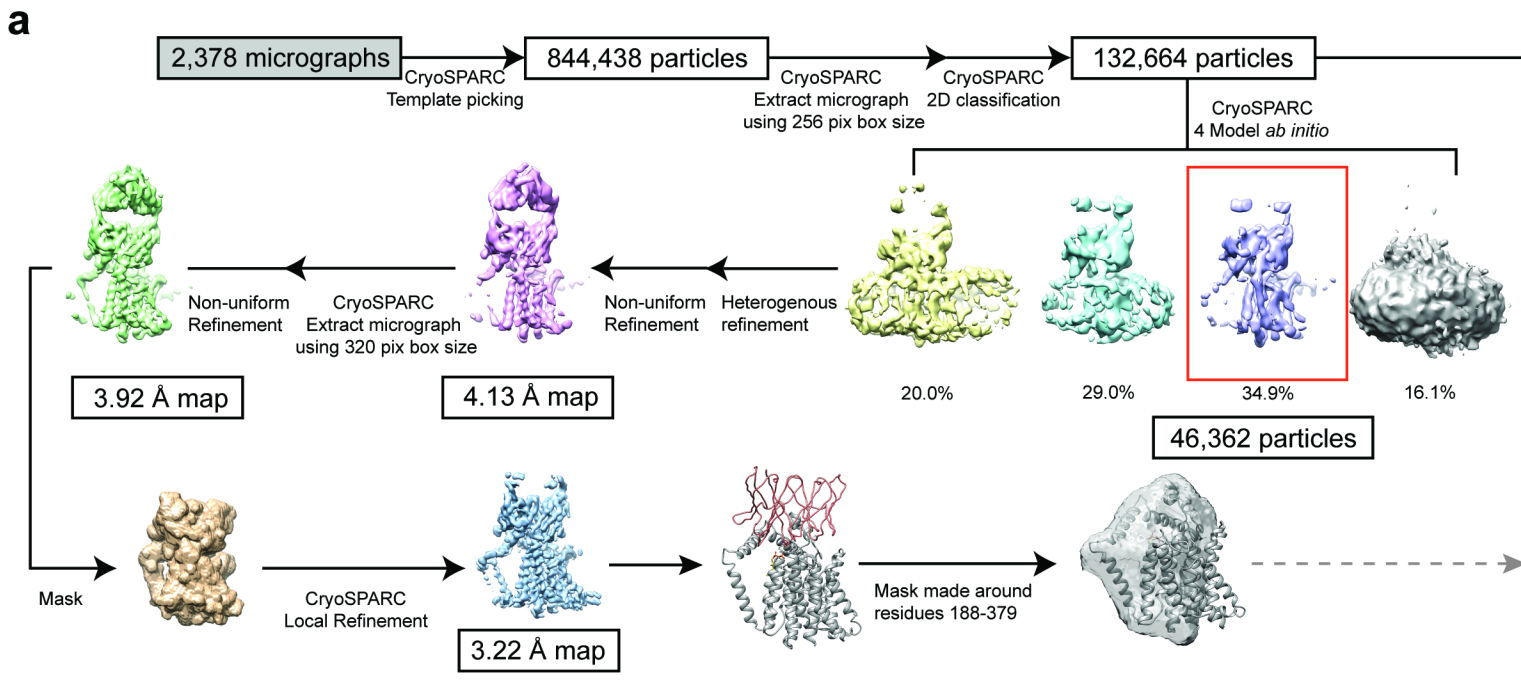 a
2,378 micrographs
CryoSPARC
Template picking
844,438 particles
CryoSPARC
Extract micrograph
using 256 pix box size
CryoSPARC
2D classification
132,664 particles
CryoSPARC
4 Model ab initio
Non-uniform
Refinement
CryoSPARC
Extract micrograph
using 320 pix box size
Non-uniform
Refinement
Heterogenous
refinement
3.92 Å map
4.13 Å map
20.0%
29.0%
34.9%
16.1%
46,362 particles
Mask
CryoSPARC
Local Refinement
3.22 Å map
Mask made around
residues 188-379